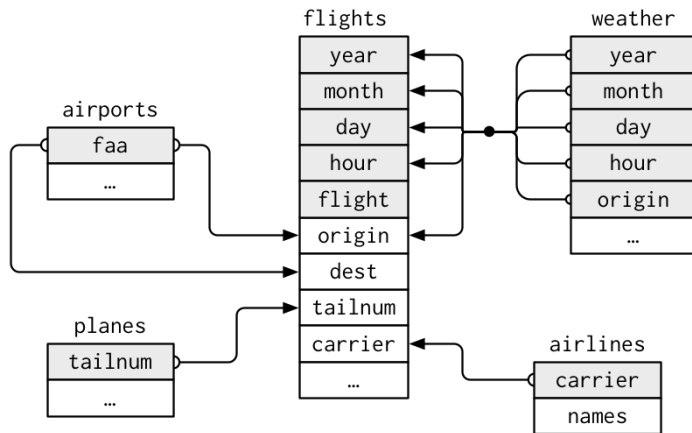 flights
year
month
day
hour
flight
origin
dest
tailnum
carrier
…
weather
year
month
day
hour
origin
…
airports
faa
…
planes
tailnum
…
airlines
carrier
names